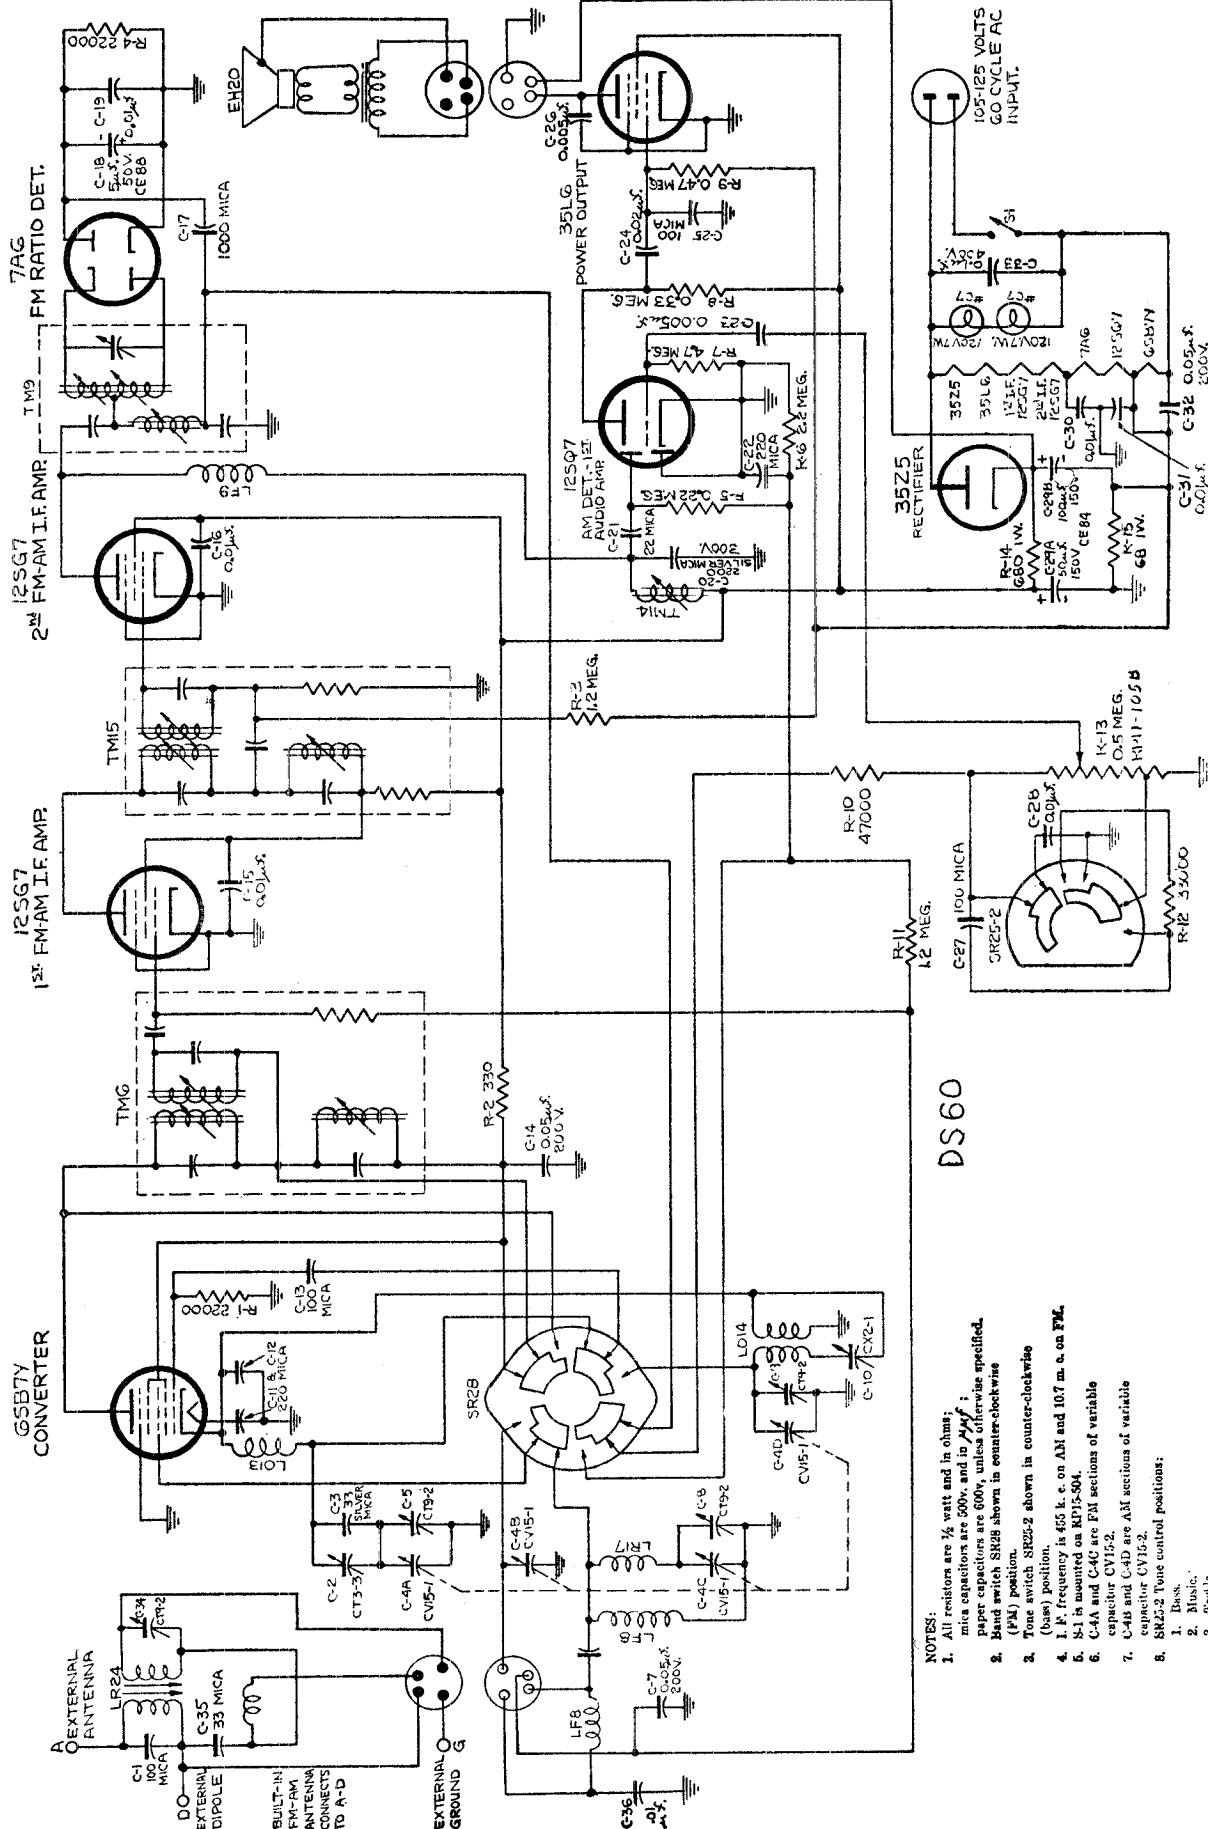 6SB7Y
CONVERTER
12SG7
1ST. FM-AM I.F. AMP.
12SG7
2nd FM-AM I.F. AMP.
7A6
FM RATIO DET.
A EXTERNAL
ANTENNA
LR24
C-34
CT9-2
C-1
100
MICA
C-35
33 MICA
D
EXTERNAL
DIPOLE
BUILT-IN
FM-AM
ANTENNA
CONNECTS
TO A-D
EXTERNAL
GROUND
G
R-1 22000
C-13
100
MICA
C-11 & C-12
220 MICA
LO13
C-2
CT3-3
C-3
33
SILVER
MICA
C-4A
CV15-1
C-5
CT9-2
TM6
TM15
TM9
LF9
C-15
0.01µf.
C-16
0.01µf.
C-17
1000 MICA
C-18
5µf.
50V.
CE88
C-19
0.01µf.
R-4 22000
EH20
R-2 330
C-14
0.05µf.
200V.
R-3
1.2 MEG.
SR28
C-4B
CV15-1
LR17
C-8
CT9-2
C-4C
CV15-1
LF8
LF8
C-7
0.05µf.
200V.
C-36
.01
µf.
LO14
CT9-2
C-4D
CV15-1
C-10
CX2-1
TM14
C-20
2200
SILVER MICA
300V.
C-21
22 MICA
R-5 0.22 MEG.
12SQ7
AM DET.-1ST
AUDIO AMP.
C-22
220
MICA
R-6 2.2 MEG.
R-7 4.7 MEG.
C-23 0.005µf.
R-8 0.33 MEG.
C-24
0.02µf.
C-25
100
MICA
R-9 0.47 MEG.
35L6
POWER OUTPUT
C-26
0.005µf.
R-10
47000
R-11
1.2 MEG.
C-27
100 MICA
SR25-2
C-28
0.01µf.
R-12 33000
R-13
0.5 MEG.
35Z5
RECTIFIER
R-14
680 1W.
C-29A
50µf.
150V
C-29B
100µf.
150V
CE84
R-15
68 1W.
35Z5
35L6
1ST I.F.
12SG7
2nd I.F.
12SG7
7A6
12SQ7
6SB7Y
C-30
0.01µf.
C-31
0.01µf.
C-32
0.05µf.
200V.
C-33
0.1µf.
400V.
#C7
120V7W
#C7
120V.7W.
S1
105-125 VOLTS
60 CYCLE AC
INPUT.
DS60
NOTES:
1. All resistors are ½ watt and in ohms;
mica capacitors are 500v. and in µµf;
paper capacitors are 600v, unless otherwise specified.
2. Band switch SR28 shown in counter-clockwise
(FM) position.
3. Tone switch SR25-2 shown in counter-clockwise
(bass) position.
4. I. F. frequency is 455 k. c. on AM and 10.7 m. c. on FM.
5. S-1 is mounted on RP15-504.
6. C-4A and C-4C are FM sections of variable
capacitor CV15-2.
7. C-4B and C-4D are AM sections of variable
capacitor CV15-2.
8. SR25-2 Tone control positions:
1. Bass.
2. Music.